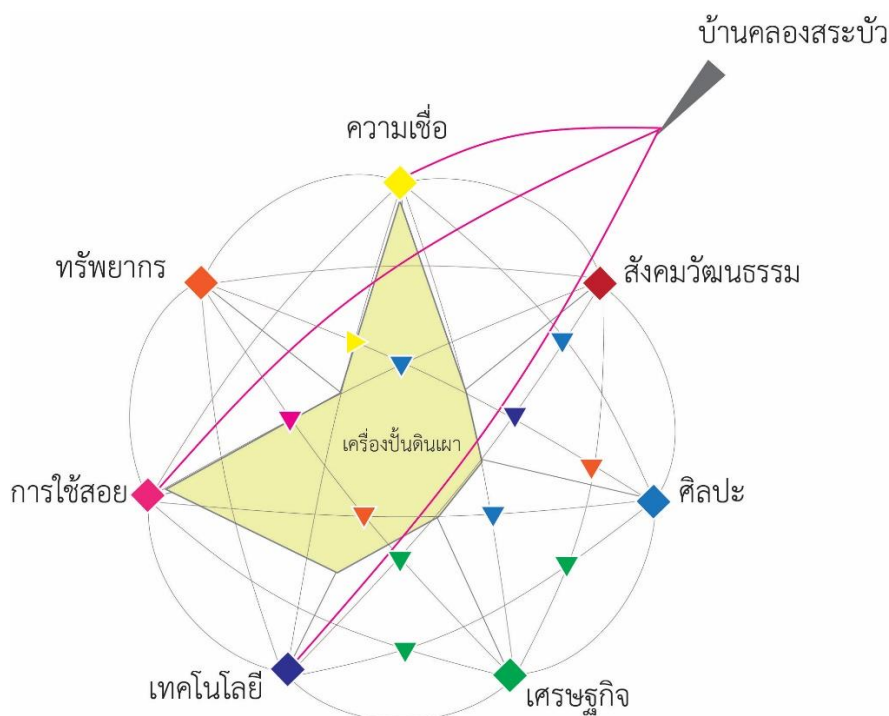 บ้านคลองสระบัว
ความเชื่อ
ทรัพยากร
สังคมวัฒนธรรม
เครื่องปั้นดินเผา
การใช้สอย
ศิลปะ
เทคโนโลยี
เศรษฐกิจ